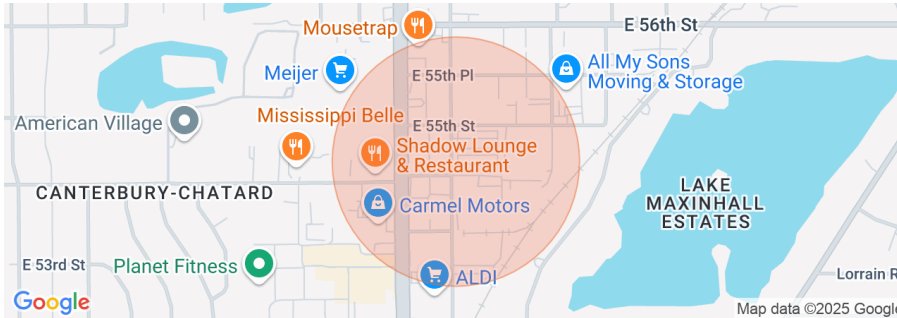 Mousetrap
E 56th St
Meijer
E 55th Pl
All My Sons
Moving & Storage
American Village
Mississippi Belle
E 55th St
Shadow Lounge
& Restaurant
CANTERBURY-CHATARD
Carmel Motors
LAKE
MAXINHALL
ESTATES
E 53rd St
Planet Fitness
ALDI
Lorrain R
Google
Map data ©2025 Google